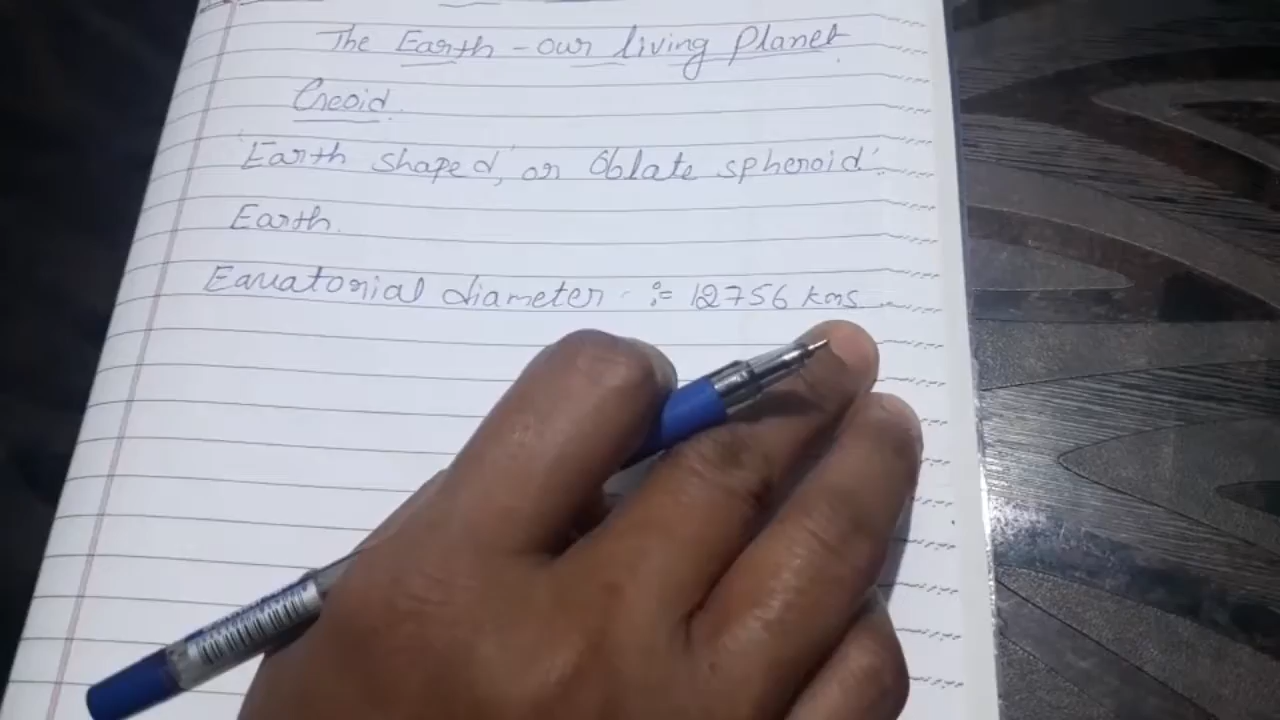 The Earth - our living Planet
Geoid.
'Earth shaped' or Oblate spheroid'.
Earth.
Equatorial diameter := 12756 kms